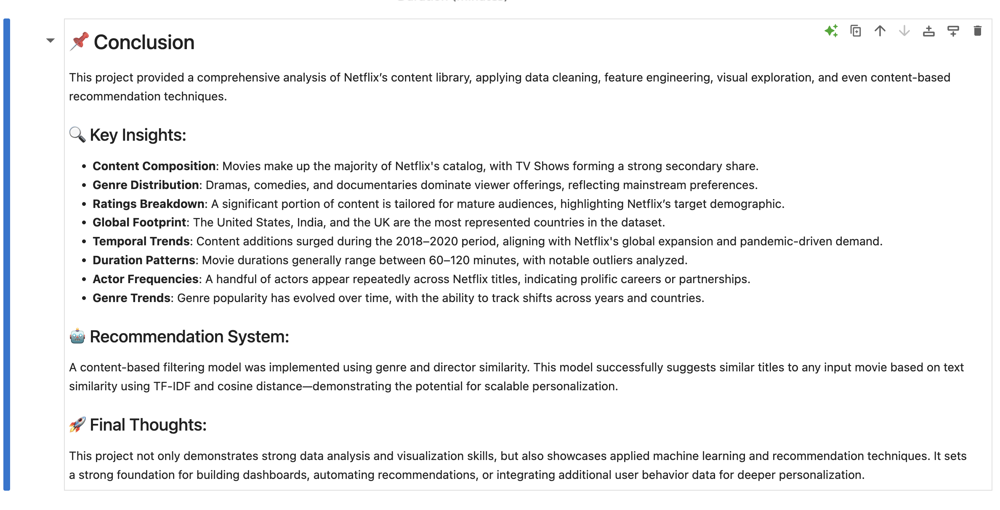 Conclusion
This project provided a comprehensive analysis of Netflix’s content library, applying data cleaning, feature engineering, visual exploration, and even content-based
recommendation techniques.
Key Insights:
• Content Composition: Movies make up the majority of Netflix's catalog, with TV Shows forming a strong secondary share.
• Genre Distribution: Dramas, comedies, and documentaries dominate viewer offerings, reflecting mainstream preferences.
• Ratings Breakdown: A significant portion of content is tailored for mature audiences, highlighting Netflix’s target demographic.
• Global Footprint: The United States, India, and the UK are the most represented countries in the dataset.
• Temporal Trends: Content additions surged during the 2018–2020 period, aligning with Netflix's global expansion and pandemic-driven demand.
• Duration Patterns: Movie durations generally range between 60–120 minutes, with notable outliers analyzed.
• Actor Frequencies: A handful of actors appear repeatedly across Netflix titles, indicating prolific careers or partnerships.
• Genre Trends: Genre popularity has evolved over time, with the ability to track shifts across years and countries.
Recommendation System:
A content-based filtering model was implemented using genre and director similarity. This model successfully suggests similar titles to any input movie based on text
similarity using TF-IDF and cosine distance—demonstrating the potential for scalable personalization.
Final Thoughts:
This project not only demonstrates strong data analysis and visualization skills, but also showcases applied machine learning and recommendation techniques. It sets
a strong foundation for building dashboards, automating recommendations, or integrating additional user behavior data for deeper personalization.